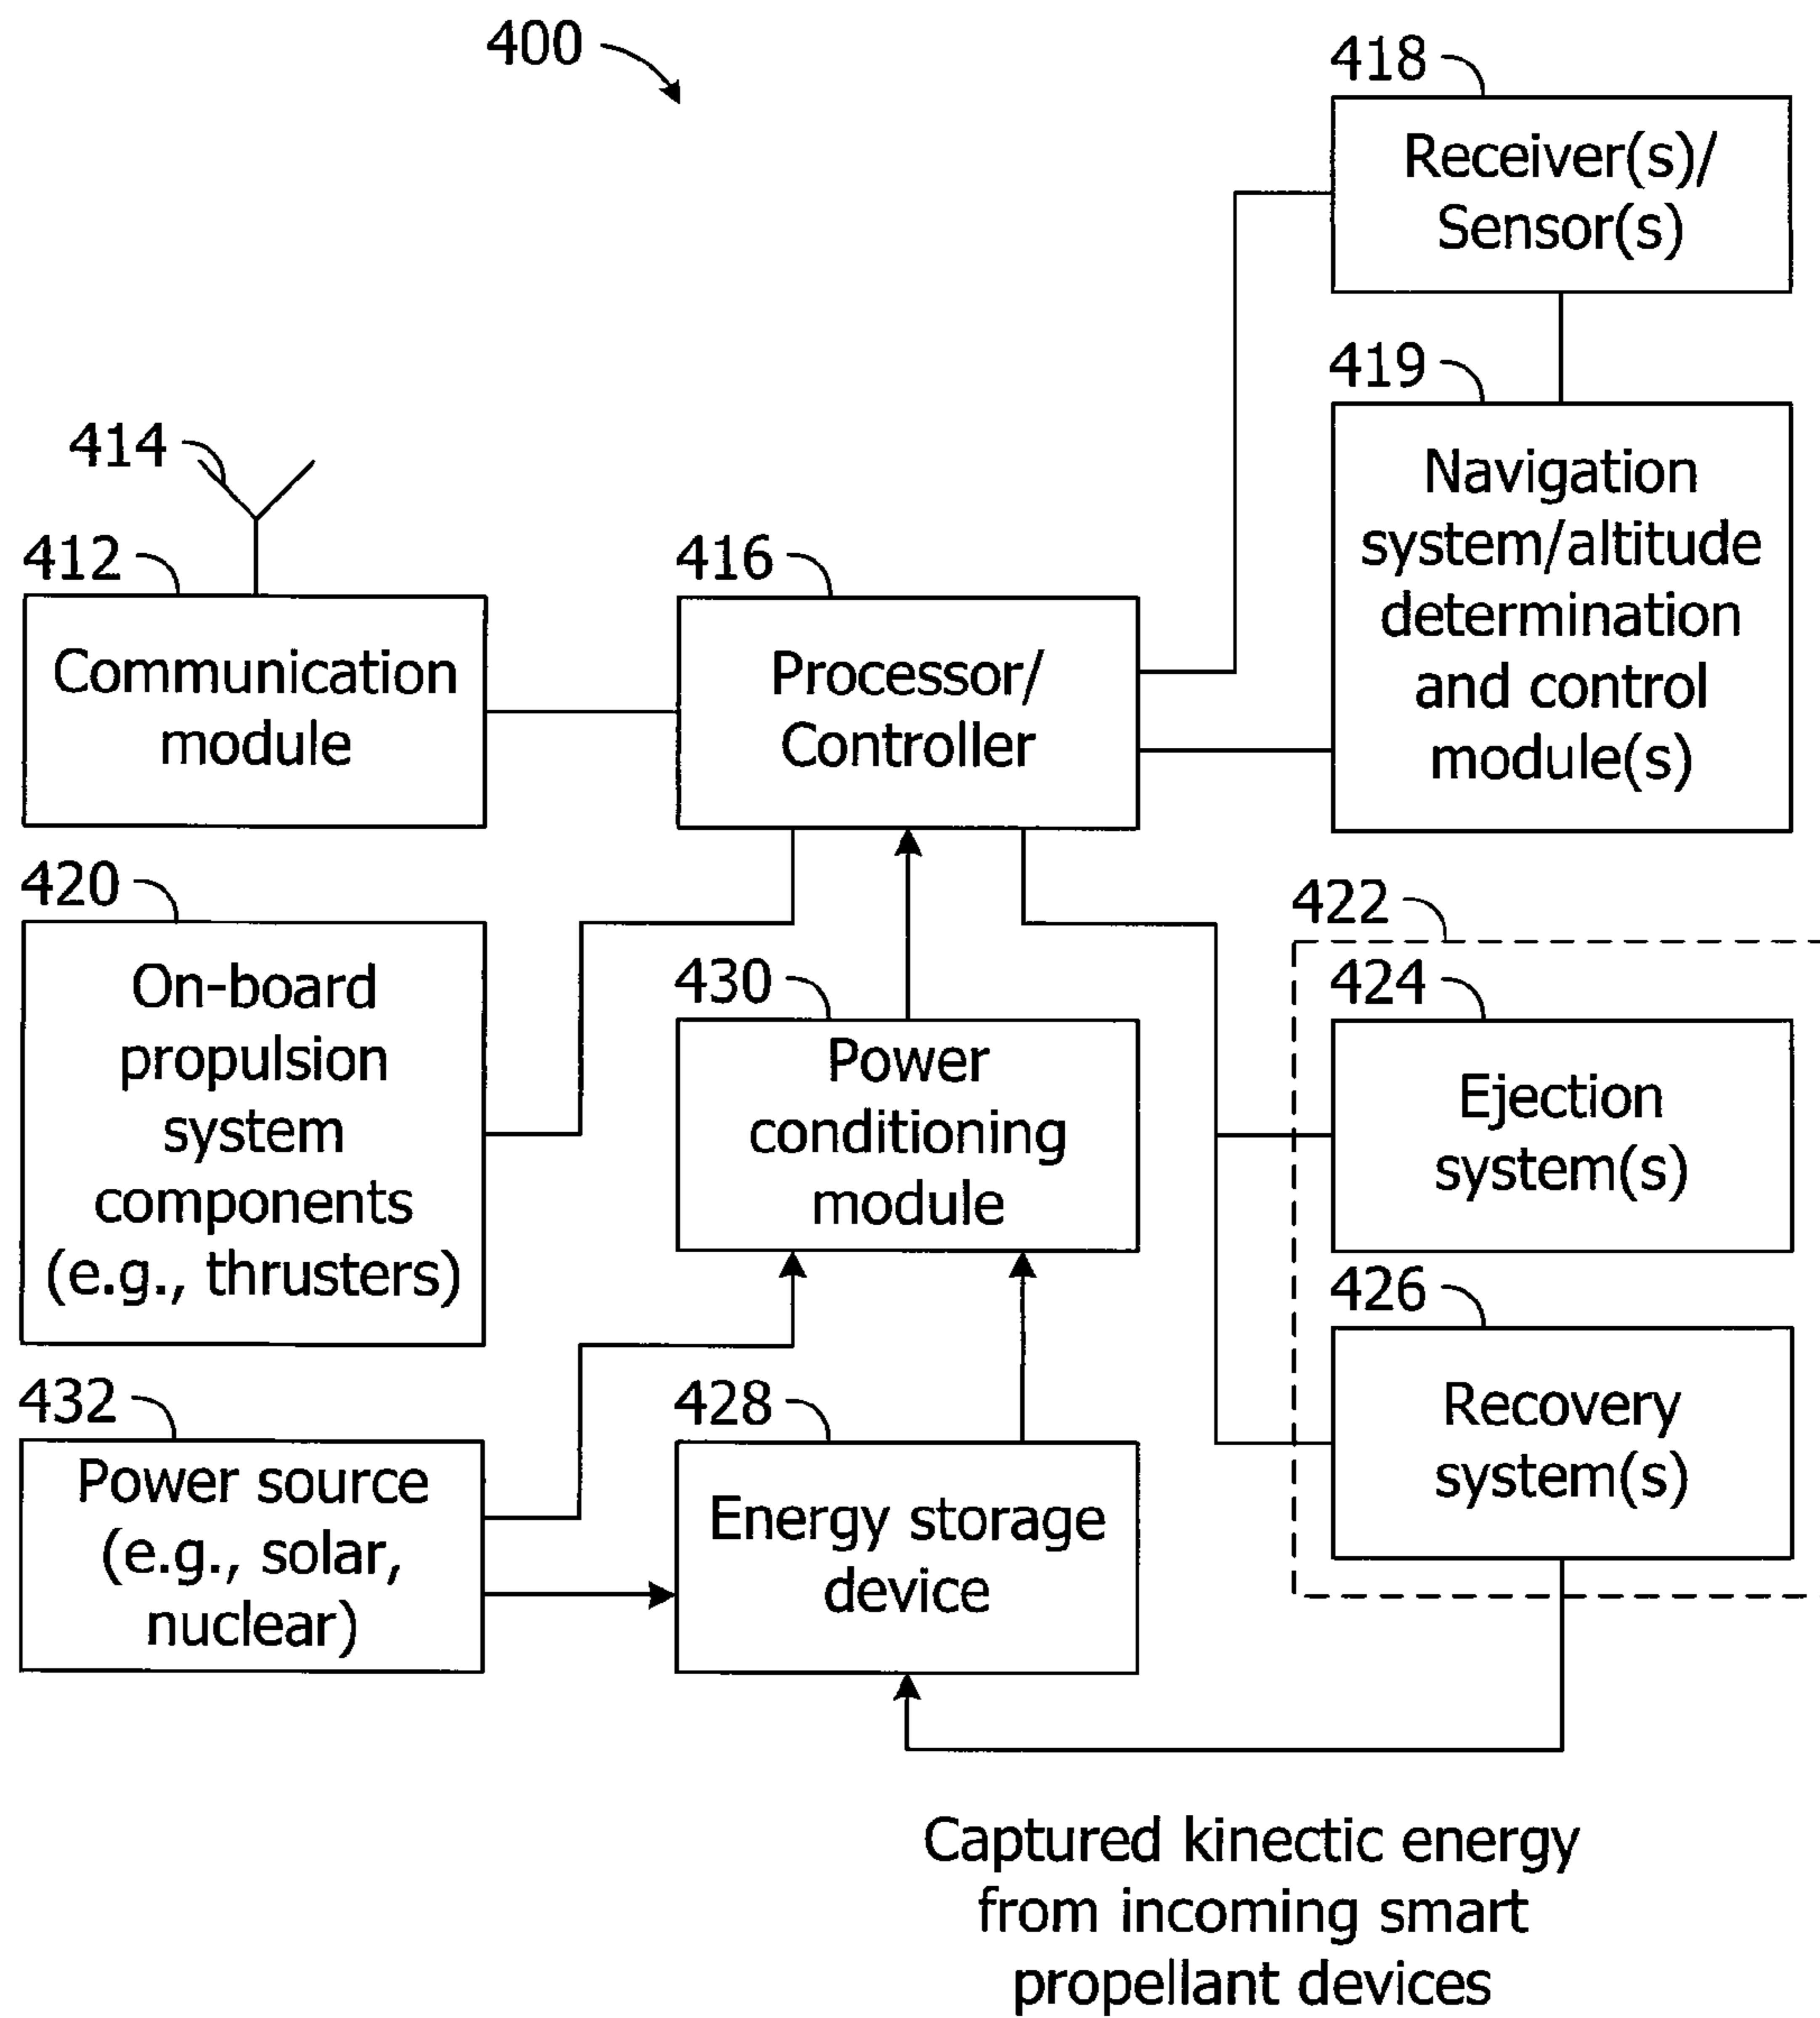 400
418
Receiver(s)/
Sensor(s)
419
Navigation
system/altitude
determination
and control
module(s)
414
412
Communication
module
416
Processor/
Controller
420
On-board
propulsion
system
components
(e.g., thrusters)
430
Power
conditioning
module
422
424
Ejection
system(s)
426
Recovery
system(s)
432
Power source
(e.g., solar,
nuclear)
428
Energy storage
device
Captured kinectic energy
from incoming smart
propellant devices